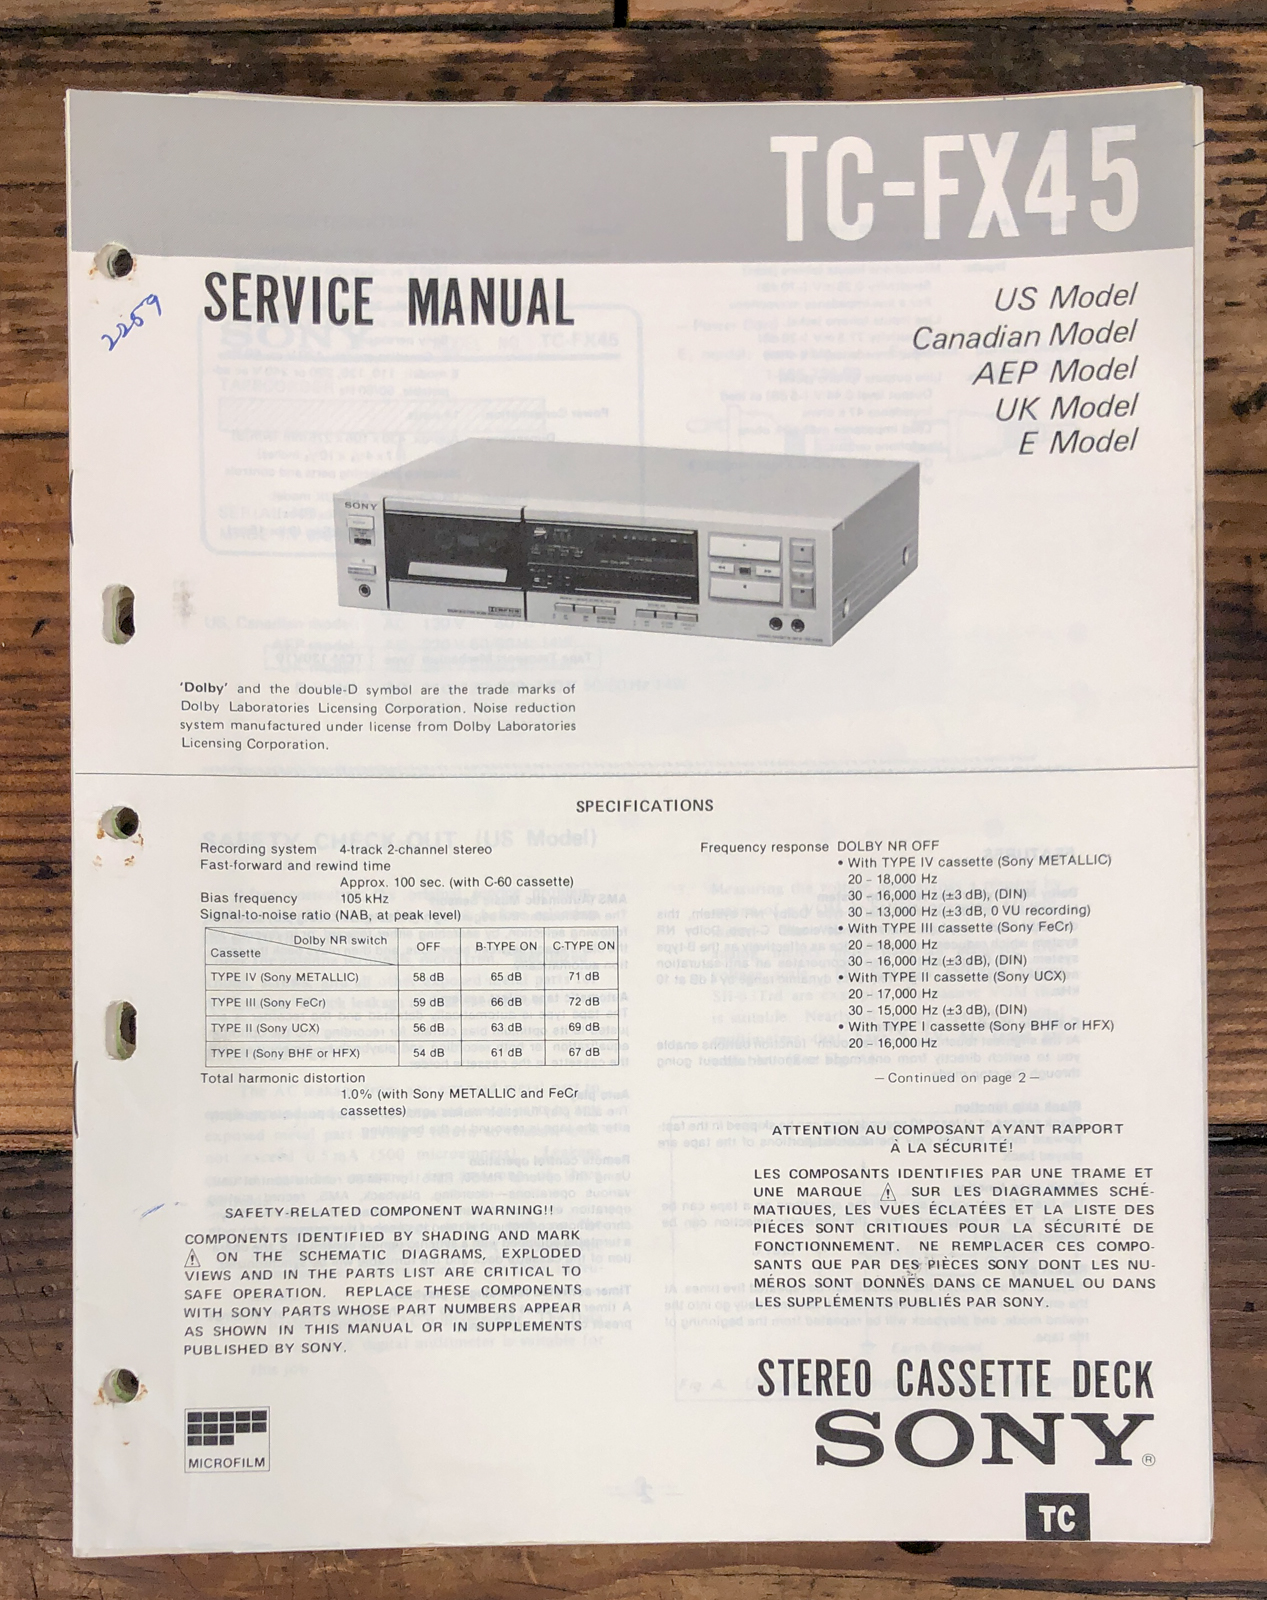 TC-FX45
SERVICE MANUAL
2259
US Model
Canadian Model
AEP Model
UK Model
E Model
SONY
'Dolby' and the double-D symbol are the trade marks of
Dolby Laboratories Licensing Corporation. Noise reduction
system manufactured under license from Dolby Laboratories
Licensing Corporation.
SPECIFICATIONS
Recording system 4-track 2-channel stereo
Fast-forward and rewind time
Approx. 100 sec. (with C-60 cassette)
Bias frequency 105 kHz
Signal-to-noise ratio (NAB, at peak level)
Dolby NR switch
Cassette OFF B-TYPE ON C-TYPE ON
TYPE IV (Sony METALLIC) 58 dB 65 dB 71 dB
TYPE III (Sony FeCr) 59 dB 66 dB 72 dB
TYPE II (Sony UCX) 56 dB 63 dB 69 dB
TYPE I (Sony BHF or HFX) 54 dB 61 dB 67 dB
Total harmonic distortion
1.0% (with Sony METALLIC and FeCr
cassettes)
Frequency response DOLBY NR OFF
• With TYPE IV cassette (Sony METALLIC)
20 – 18,000 Hz
30 – 16,000 Hz (±3 dB), (DIN)
30 – 13,000 Hz (±3 dB, 0 VU recording)
• With TYPE III cassette (Sony FeCr)
20 – 18,000 Hz
30 – 16,000 Hz (±3 dB), (DIN)
• With TYPE II cassette (Sony UCX)
20 – 17,000 Hz
30 – 15,000 Hz (±3 dB), (DIN)
• With TYPE I cassette (Sony BHF or HFX)
20 – 16,000 Hz
— Continued on page 2 —
SAFETY-RELATED COMPONENT WARNING!!
COMPONENTS IDENTIFIED BY SHADING AND MARK
⚠ ON THE SCHEMATIC DIAGRAMS, EXPLODED
VIEWS AND IN THE PARTS LIST ARE CRITICAL TO
SAFE OPERATION. REPLACE THESE COMPONENTS
WITH SONY PARTS WHOSE PART NUMBERS APPEAR
AS SHOWN IN THIS MANUAL OR IN SUPPLEMENTS
PUBLISHED BY SONY.
ATTENTION AU COMPOSANT AYANT RAPPORT
À LA SÉCURITÉ!
LES COMPOSANTS IDENTIFIES PAR UNE TRAME ET
UNE MARQUE ⚠ SUR LES DIAGRAMMES SCHÉ-
MATIQUES, LES VUES ÉCLATÉES ET LA LISTE DES
PIÈCES SONT CRITIQUES POUR LA SÉCURITÉ DE
FONCTIONNEMENT. NE REMPLACER CES COMPO-
SANTS QUE PAR DES PIÈCES SONY DONT LES NU-
MÉROS SONT DONNÉS DANS CE MANUEL OU DANS
LES SUPPLÉMENTS PUBLIÉS PAR SONY.
MICROFILM
STEREO CASSETTE DECK
SONY®
TC